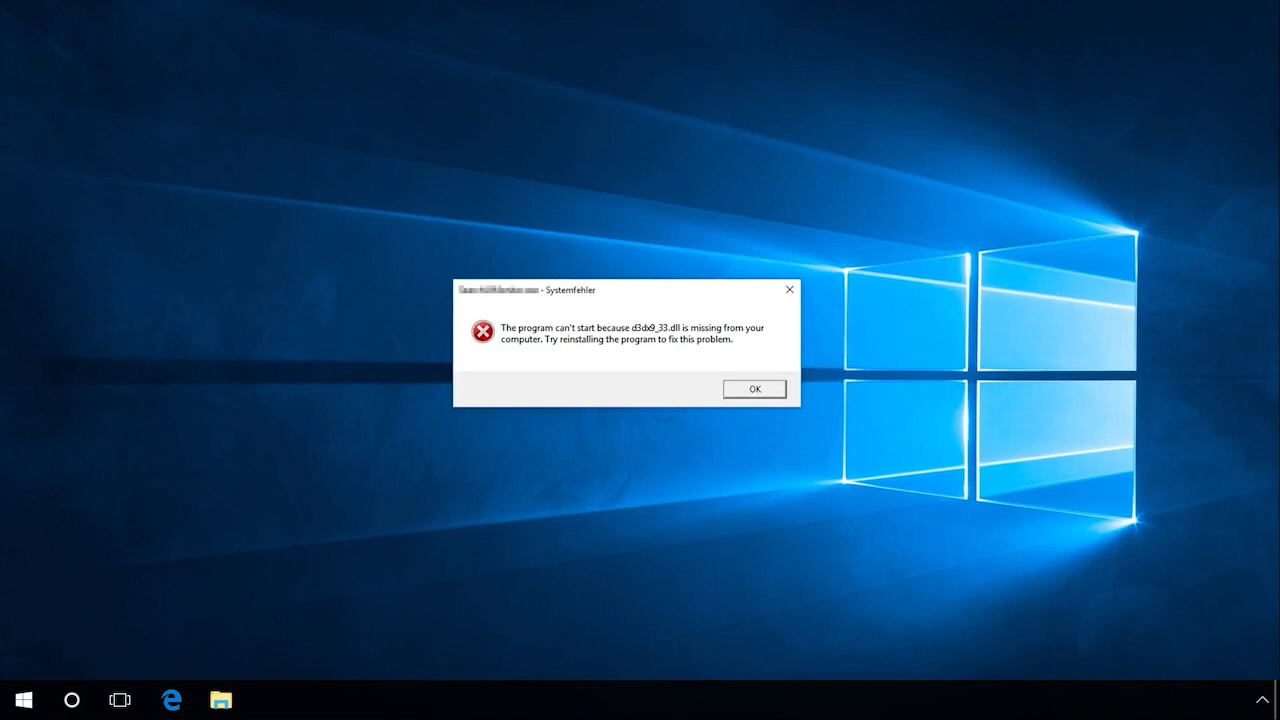 - Systemfehler
The program can't start because d3dx9_33.dll is missing from your
computer. Try reinstalling the program to fix this problem.
OK